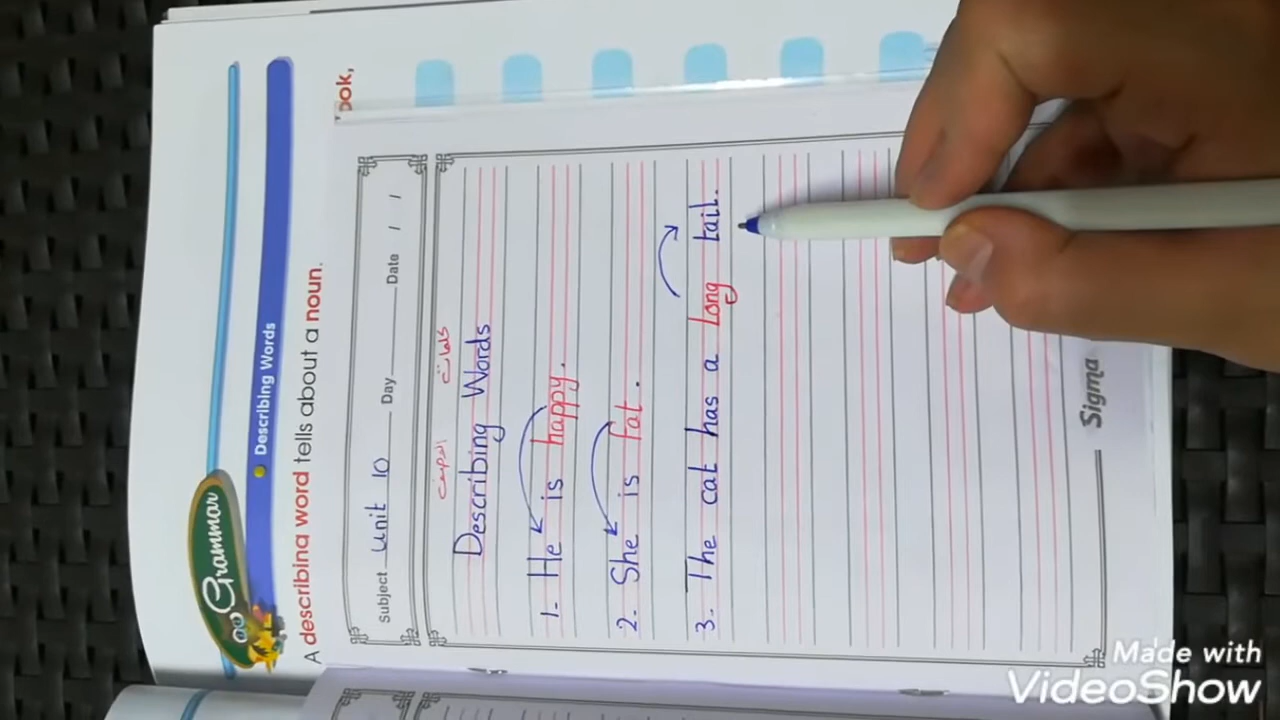 Grammar
Describing Words
A describing word tells about a noun.
ook,
Subject unit 10 Day Date / /
كلمات الوصف
Describing Words
1- He is happy.
2- She is fat.
3- The cat has a long tail.
Sigma
Made with
VideoShow